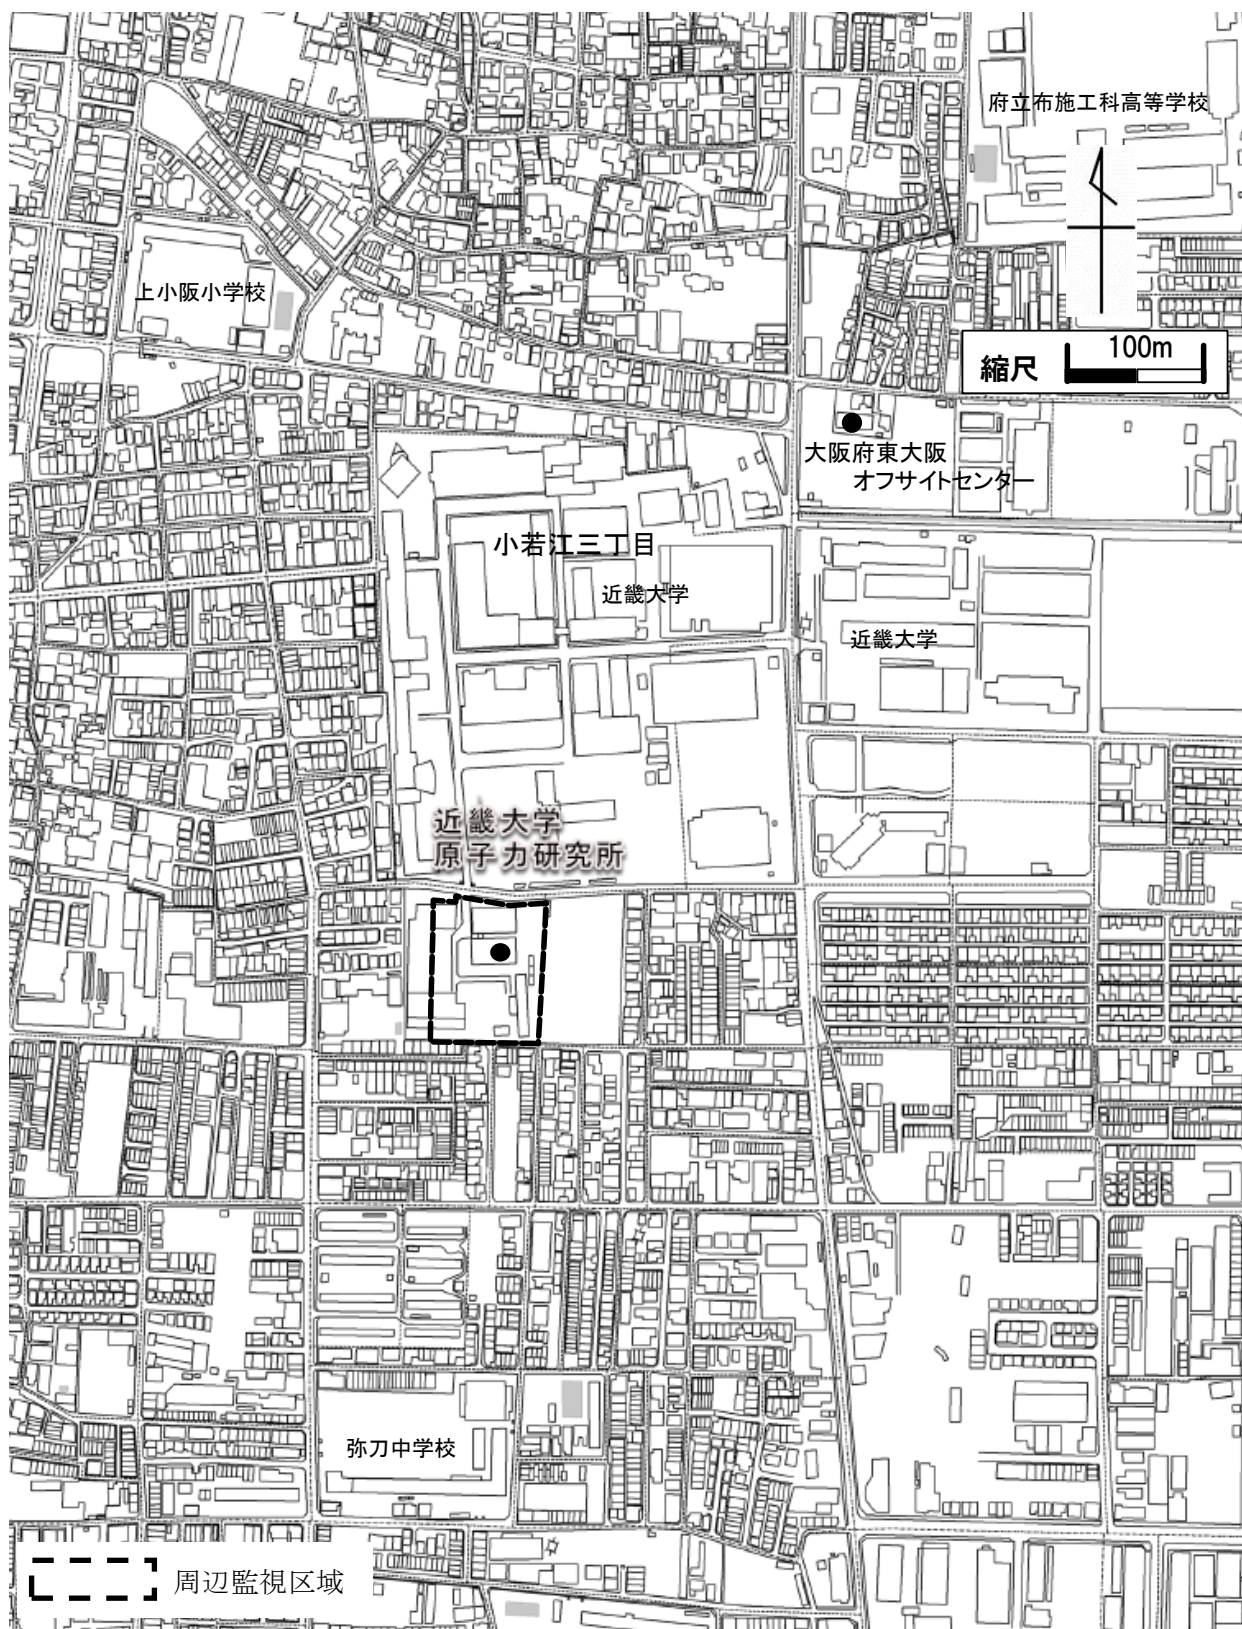 府立布施工科高等学校
上小阪小学校
縮尺
100m
大阪府東大阪
オフサイトセンター
小若江三丁目
近畿大学
近畿大学
近畿大学
原子力研究所
弥刀中学校
周辺監視区域